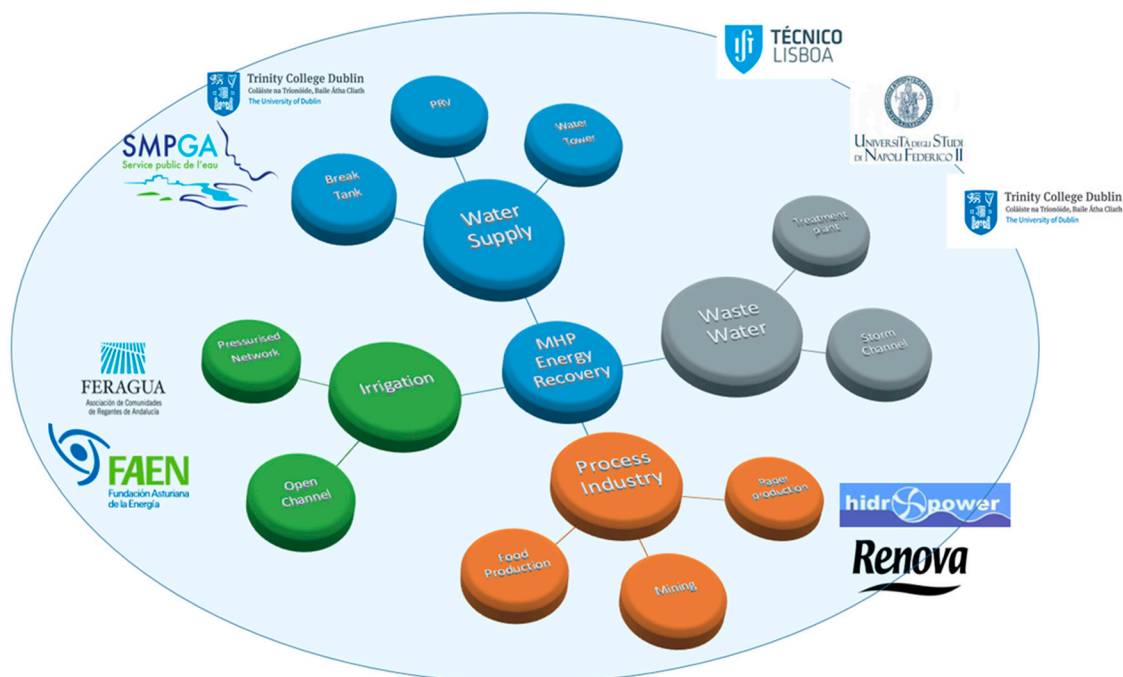 TÉCNICO
LISBOA
Trinity College Dublin
Coláiste na Tríonóide, Baile Átha Cliath
The University of Dublin
SMPGA
Service public de l'eau
UNIVERSITÀ DEGLI STUDI
DI NAPOLI FEDERICO II
Trinity College Dublin
Coláiste na Tríonóide, Baile Átha Cliath
The University of Dublin
PRV
Water
Tower
Break
Tank
Water
Supply
Treatment
plant
Waste
Water
Storm
Channel
MHP
Energy
Recovery
Pressurised
Network
Irrigation
Open
Channel
FERAGUA
Asociación de Comunidades
de Regantes de Andalucía
FAEN
Fundación Asturiana
de la Energía
Process
Industry
Paper
production
Food
Production
Mining
hidropower
Renova